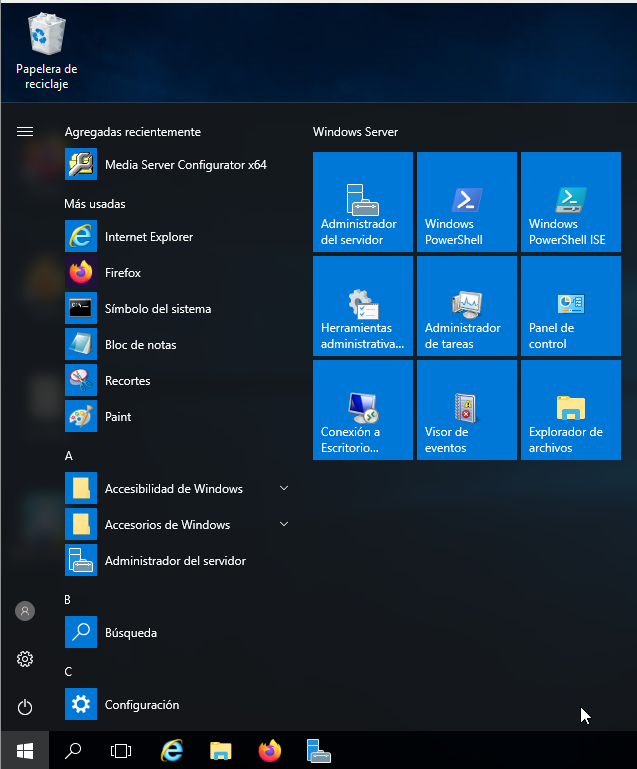 Papelera de
reciclaje
Agregadas recientemente
Media Server Configurator x64
Más usadas
Internet Explorer
Firefox
Símbolo del sistema
Bloc de notas
Recortes
Paint
A
Accesibilidad de Windows
Accesorios de Windows
Administrador del servidor
B
Búsqueda
C
Configuración
Windows Server
Administrador
del servidor
Windows
PowerShell
Windows
PowerShell ISE
Herramientas
administrativa...
Administrador
de tareas
Panel de
control
Conexión a
Escritorio...
Visor de
eventos
Explorador de
archivos